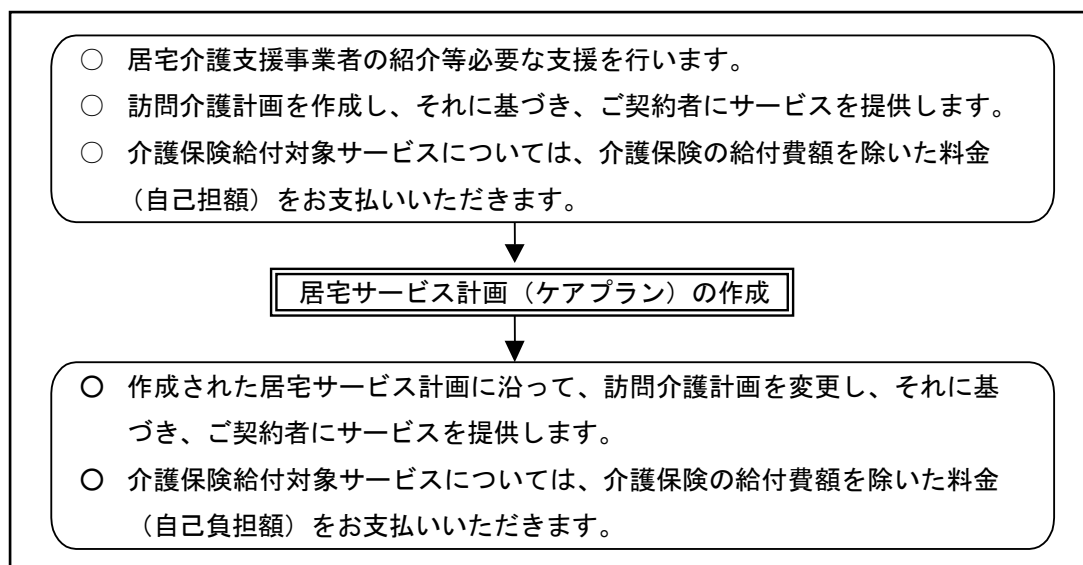 ○ 居宅介護支援事業者の紹介等必要な支援を行います。
○ 訪問介護計画を作成し、それに基づき、ご契約者にサービスを提供します。
○ 介護保険給付対象サービスについては、介護保険の給付費額を除いた料金
（自己担額）をお支払いいただきます。
居宅サービス計画（ケアプラン）の作成
○ 作成された居宅サービス計画に沿って、訪問介護計画を変更し、それに基
づき、ご契約者にサービスを提供します。
○ 介護保険給付対象サービスについては、介護保険の給付費額を除いた料金
（自己負担額）をお支払いいただきます。